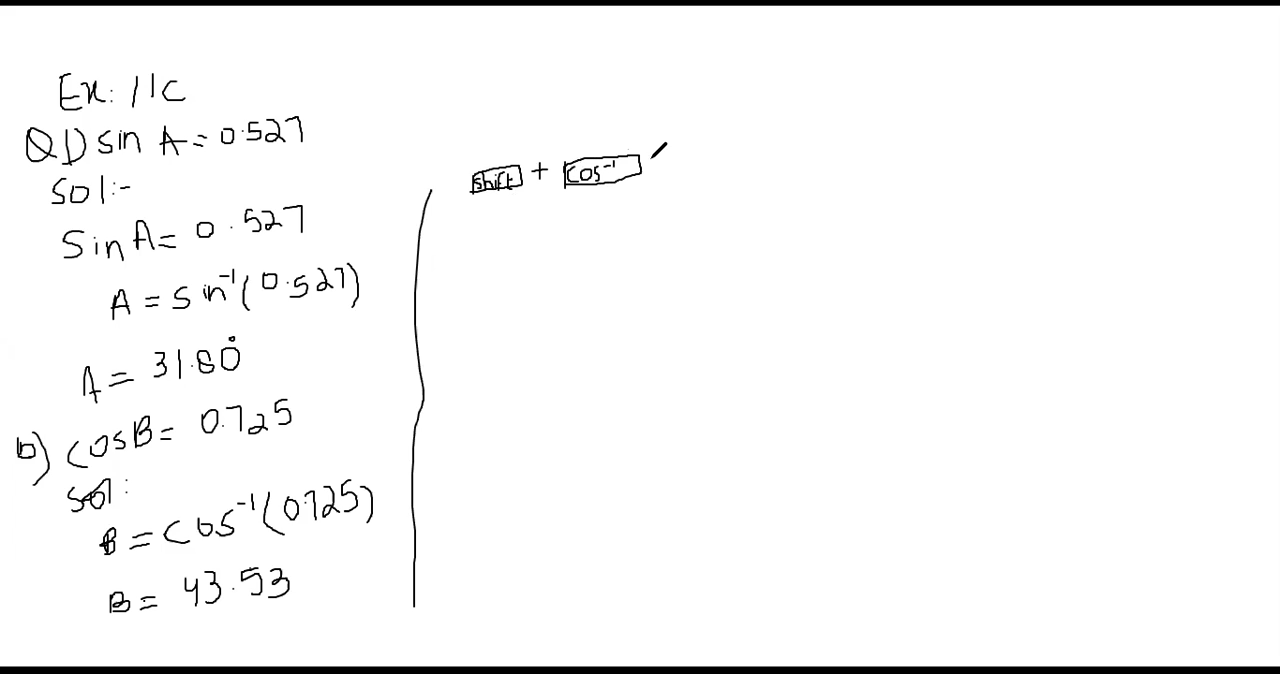 Ex: 11C
Q1) sin A = 0.527
Sol:-
Sin A = 0.527
A = sin⁻¹(0.527)
A = 31.80°
b) cos B = 0.725
Sol:
B = cos⁻¹(0.725)
B = 43.53
shift + cos⁻¹